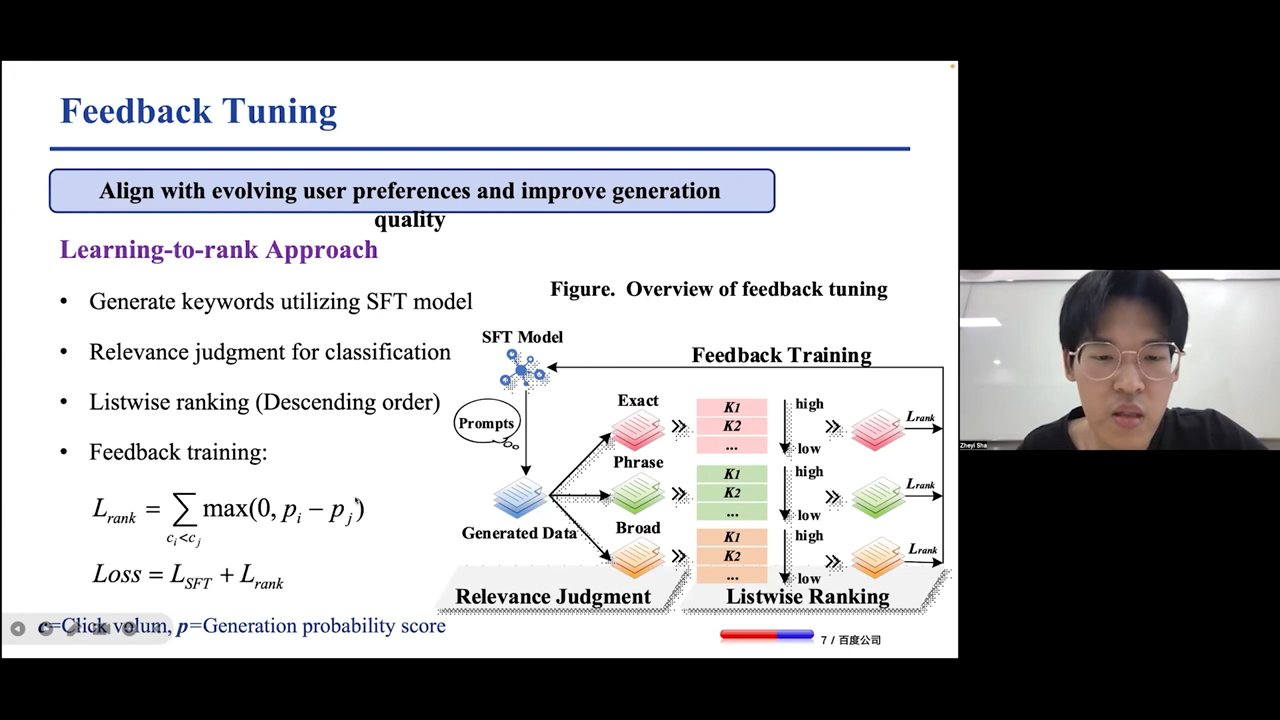 Feedback Tuning
Align with evolving user preferences and improve generation
quality
Learning-to-rank Approach
• Generate keywords utilizing SFT model
• Relevance judgment for classification
• Listwise ranking (Descending order)
• Feedback training:
L_rank = ∑_{c_i<c_j} max(0, p_i − p_j)
Loss = L_SFT + L_rank
c=Click volum, p=Generation probability score
Figure. Overview of feedback tuning
SFT Model
Feedback Training
Prompts
Generated Data
Exact
K1
K2
...
high
low
L_rank
Phrase
K1
K2
...
high
low
L_rank
Broad
K1
K2
...
high
low
L_rank
Relevance Judgment
Listwise Ranking
7 / 百度公司
Zheyi Sha